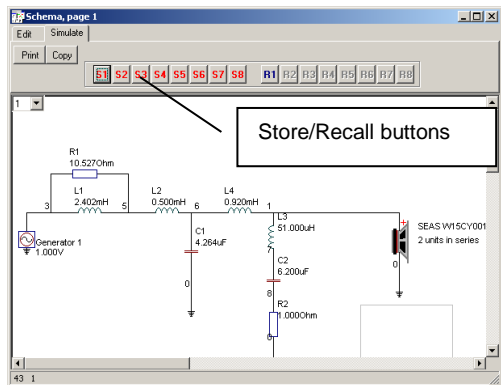 Schema, page 1
Edit Simulate
Print Copy
S1 S2 S3 S4 S5 S6 S7 S8 R1 R2 R3 R4 R5 R6 R7 R8
1
Store/Recall buttons
R1
10.527Ohm
L1
2.402mH
L2
0.500mH
L4
0.920mH
3 5 6 1
Generator 1
1.000V
C1
4.264uF
0
L3
51.000uH
7
C2
6.200uF
8
R2
1.000Ohm
0
SEAS W15CY001
2 units in series
0
43 1